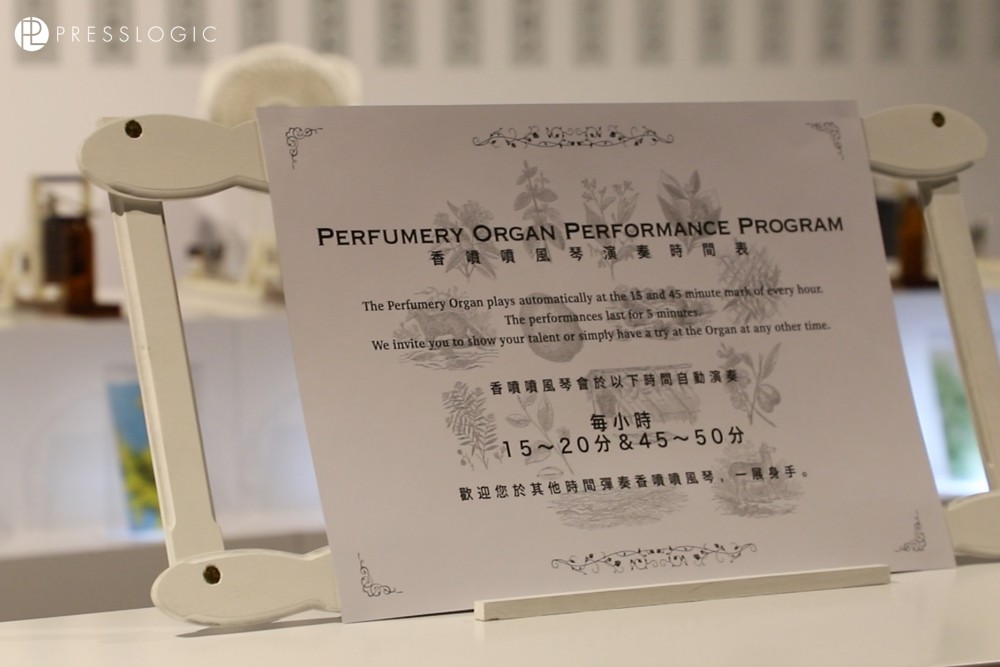 PRESSLOGIC
PERFUMERY ORGAN PERFORMANCE PROGRAM
香噴噴風琴演奏時間表
The Perfumery Organ plays automatically at the 15 and 45 minute mark of every hour.
The performances last for 5 minutes.
We invite you to show your talent or simply have a try at the Organ at any other time.
香噴噴風琴會於以下時間自動演奏
每小時
15～20分&45～50分
歡迎您於其他時間彈奏香噴噴風琴，一展身手。